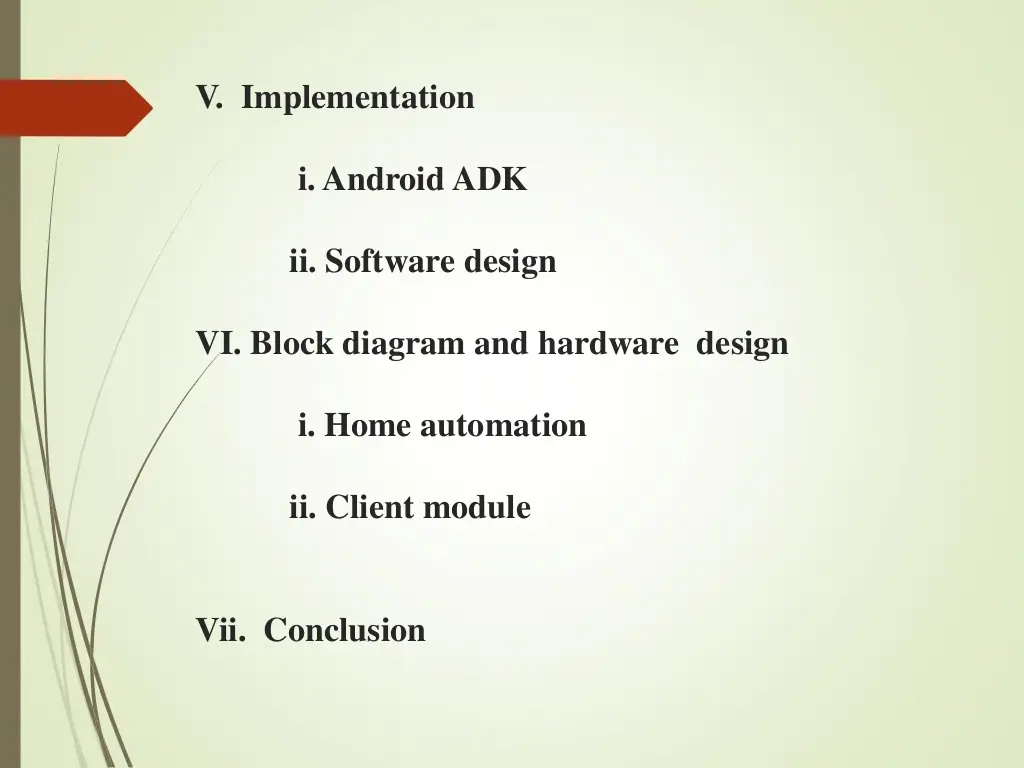 V.  Implementation
i. Android ADK
ii. Software design
VI. Block diagram and hardware  design
i. Home automation
ii. Client module
Vii.  Conclusion